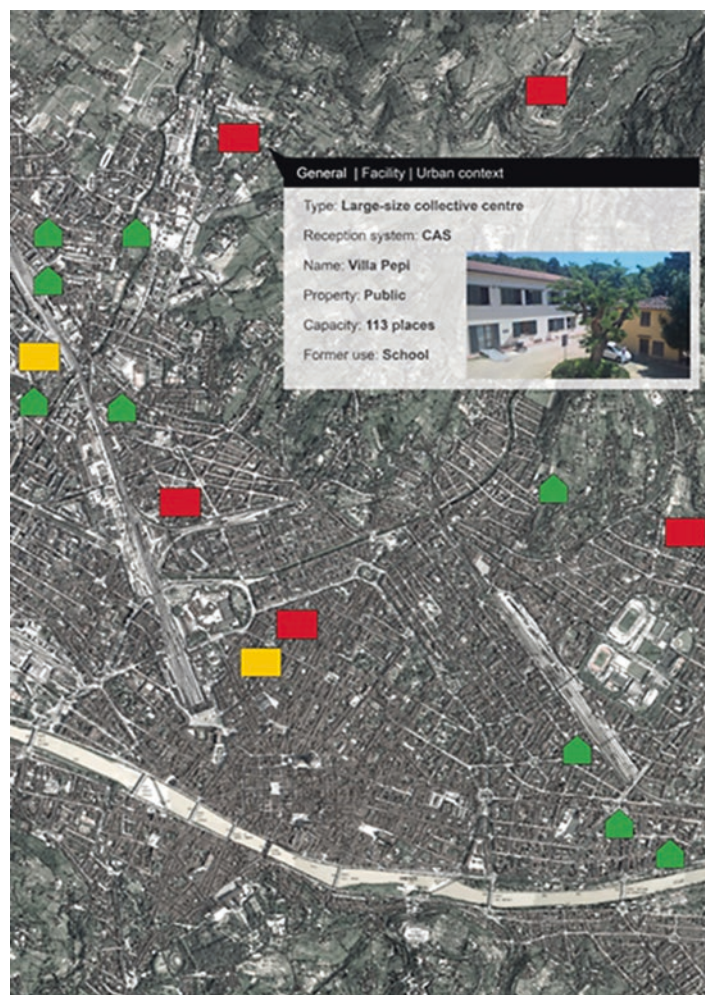 General | Facility | Urban context
Type: Large-size collective centre
Reception system: CAS
Name: Villa Pepi
Property: Public
Capacity: 113 places
Former use: School